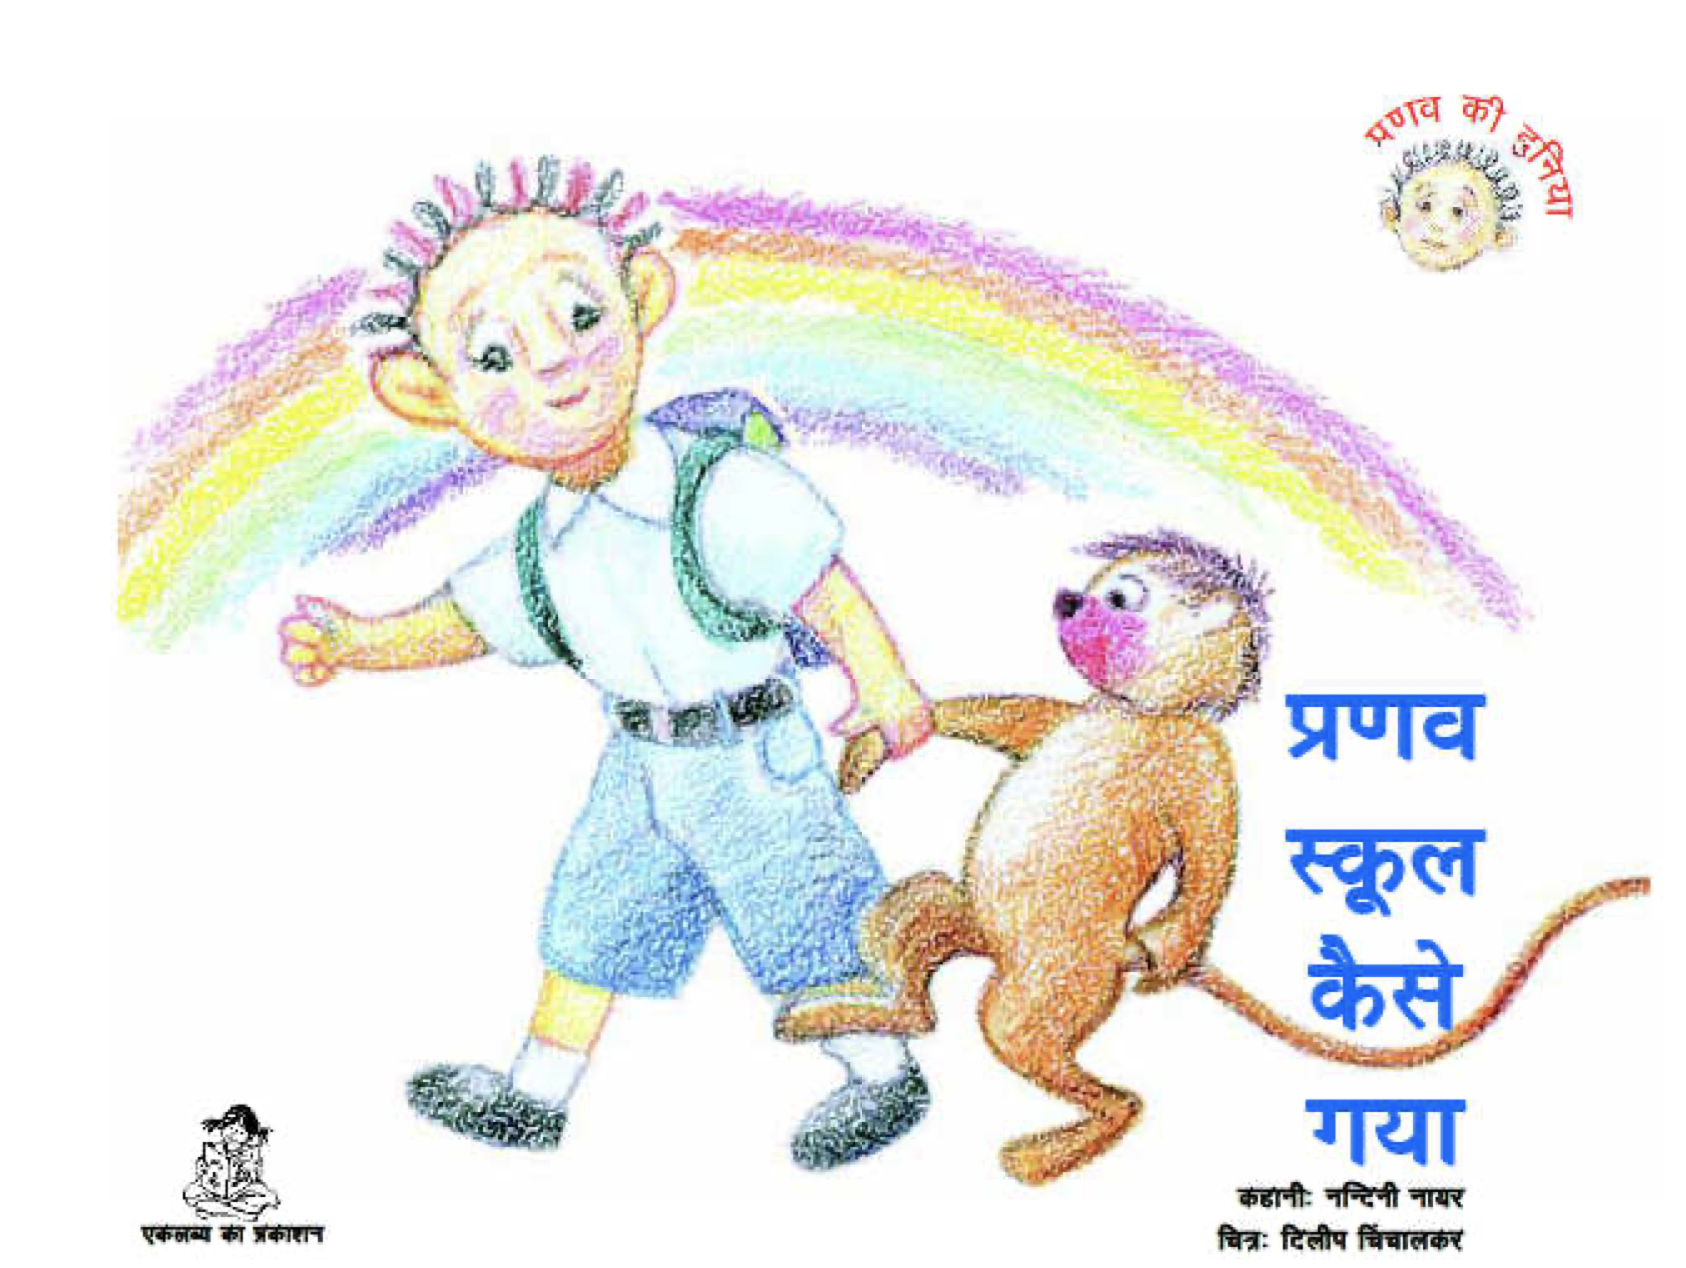 प्रणव की दुनिया
प्रणव
स्कूल
कैसे
गया
कहानीः नन्दिनी नायर
चित्रः दिलीप चिंचालकर
एकलव्य का प्रकाशन